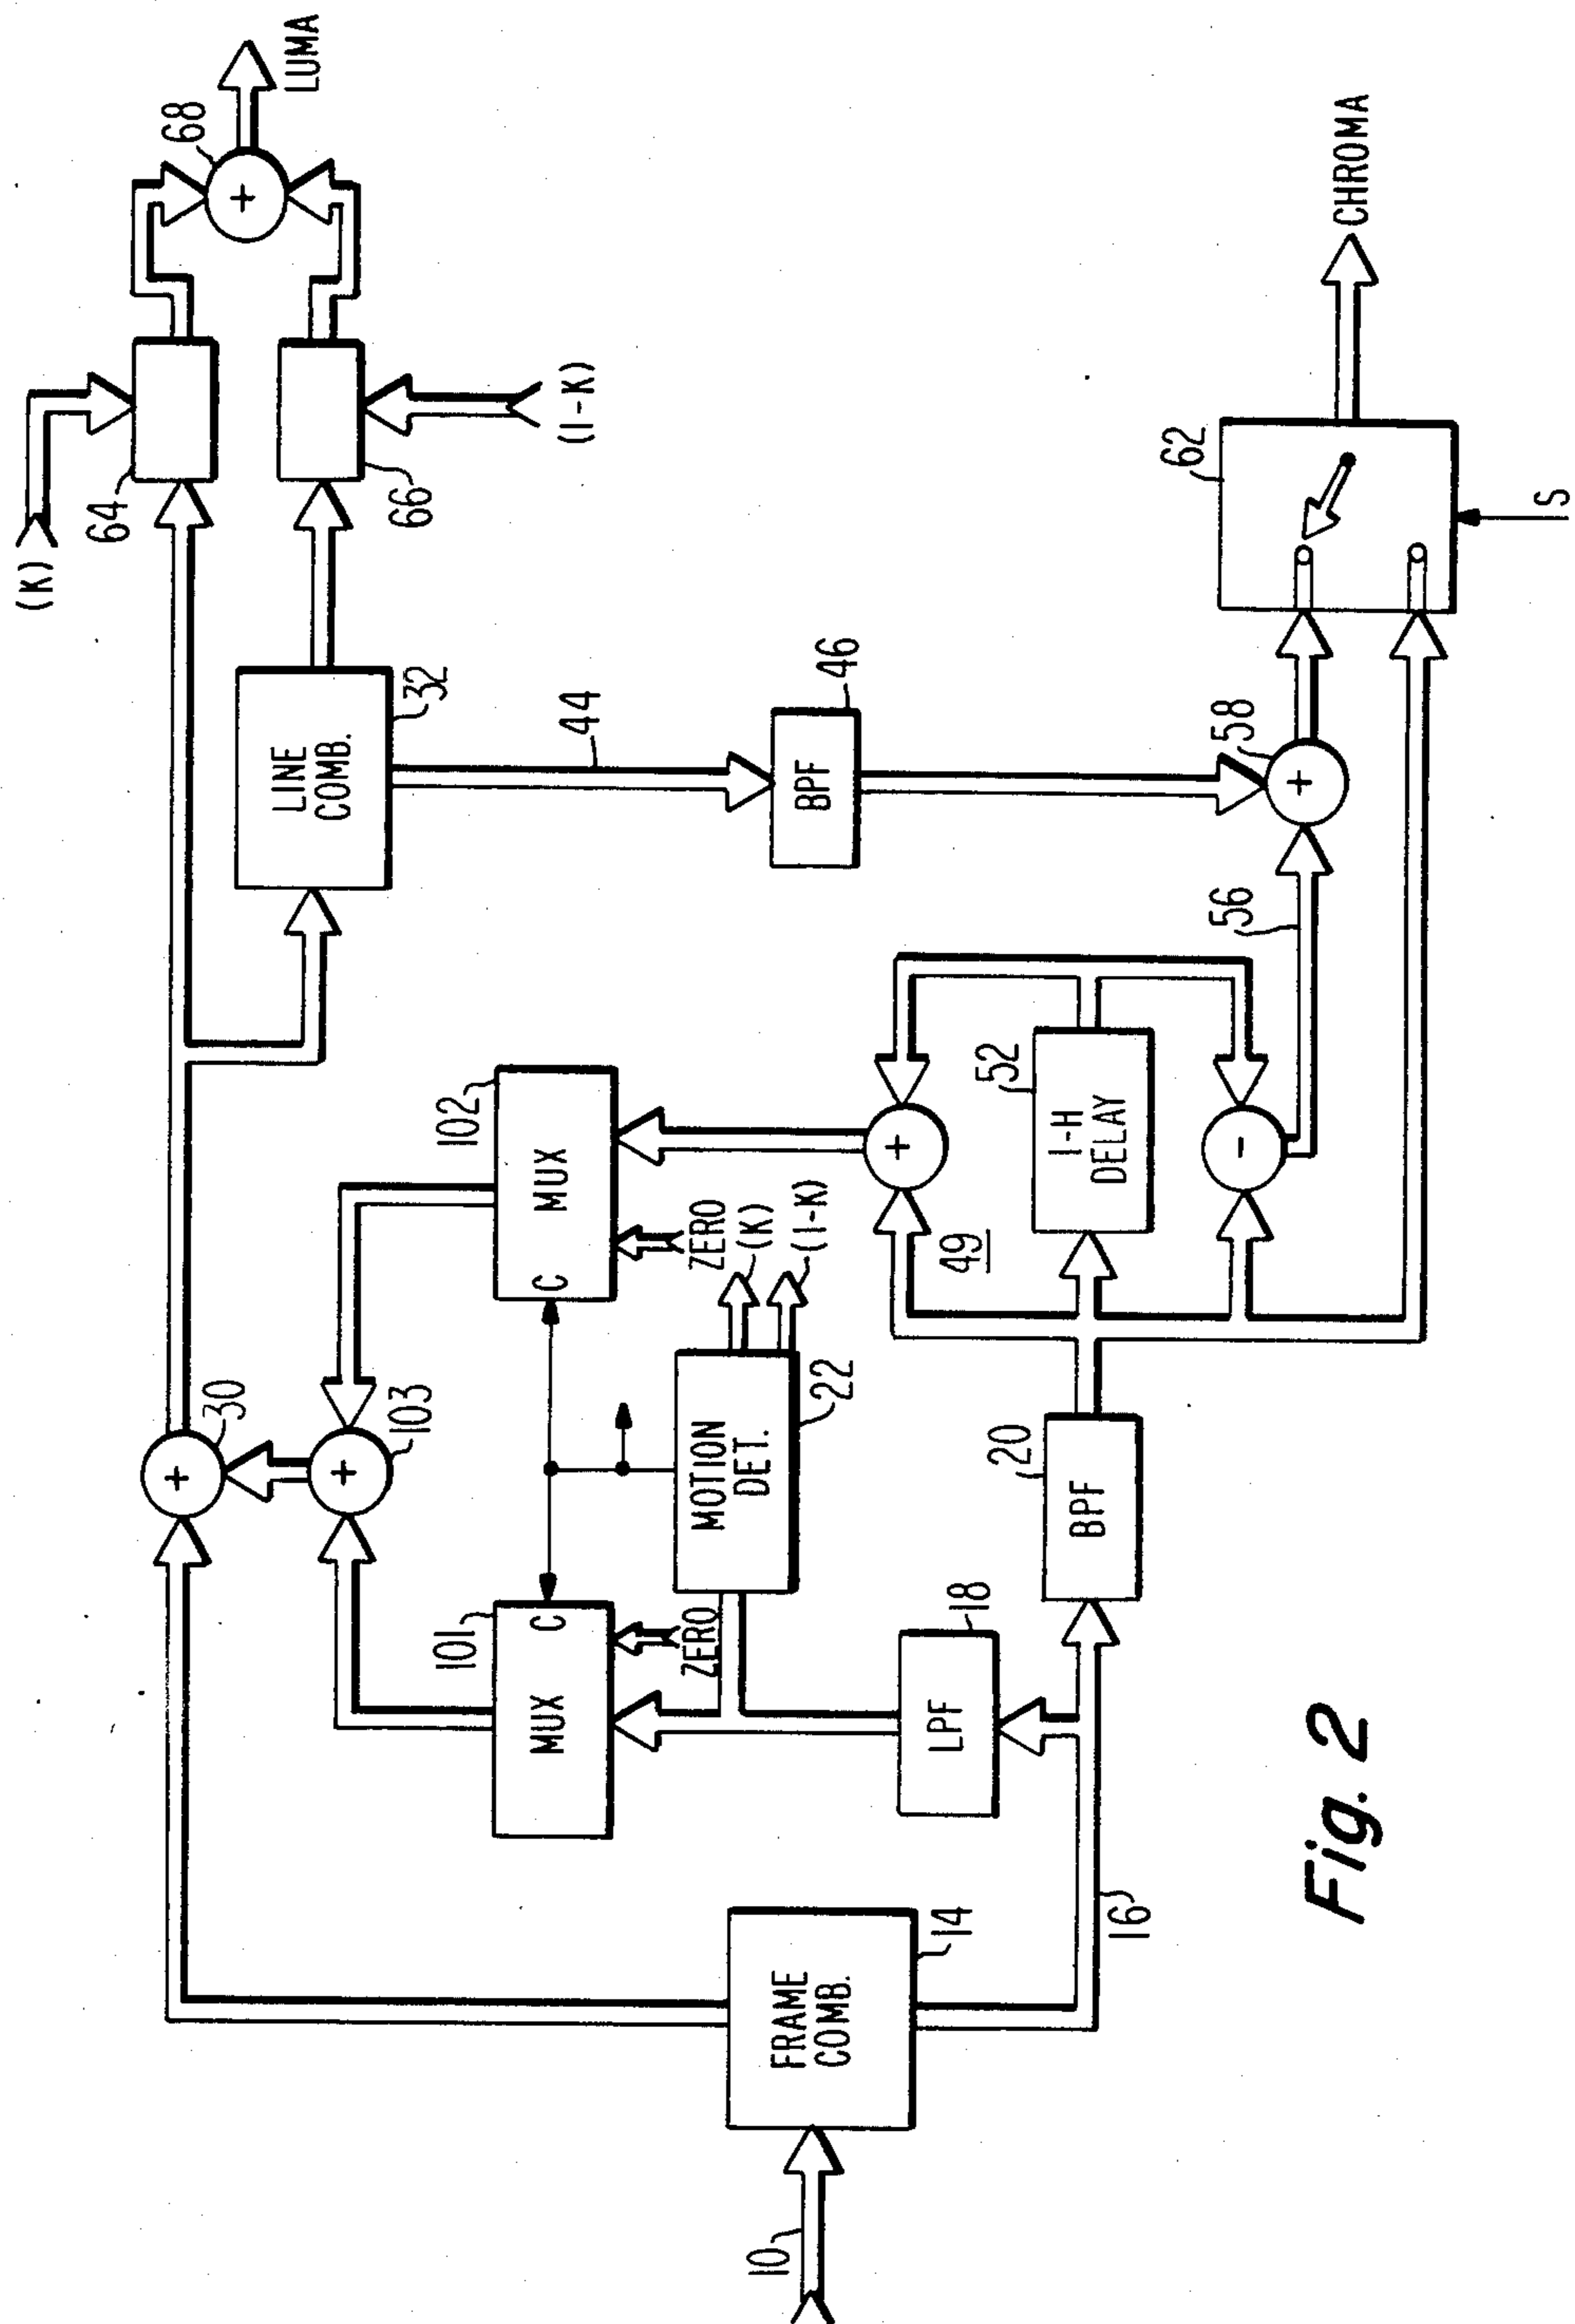 (K)
64
68
LUMA
30
LINE
COMB.
32
66
(1-K)
103
101
MUX
C
102
C
MUX
44
ZERO
ZERO
(K)
(1-K)
MOTION
DET.
22
10
FRAME
COMB.
14
LPF
18
BPF
46
49
52
1-H
DELAY
20
BPF
16
56
58
62
CHROMA
S
Fig. 2
+
+
+
+
-
+